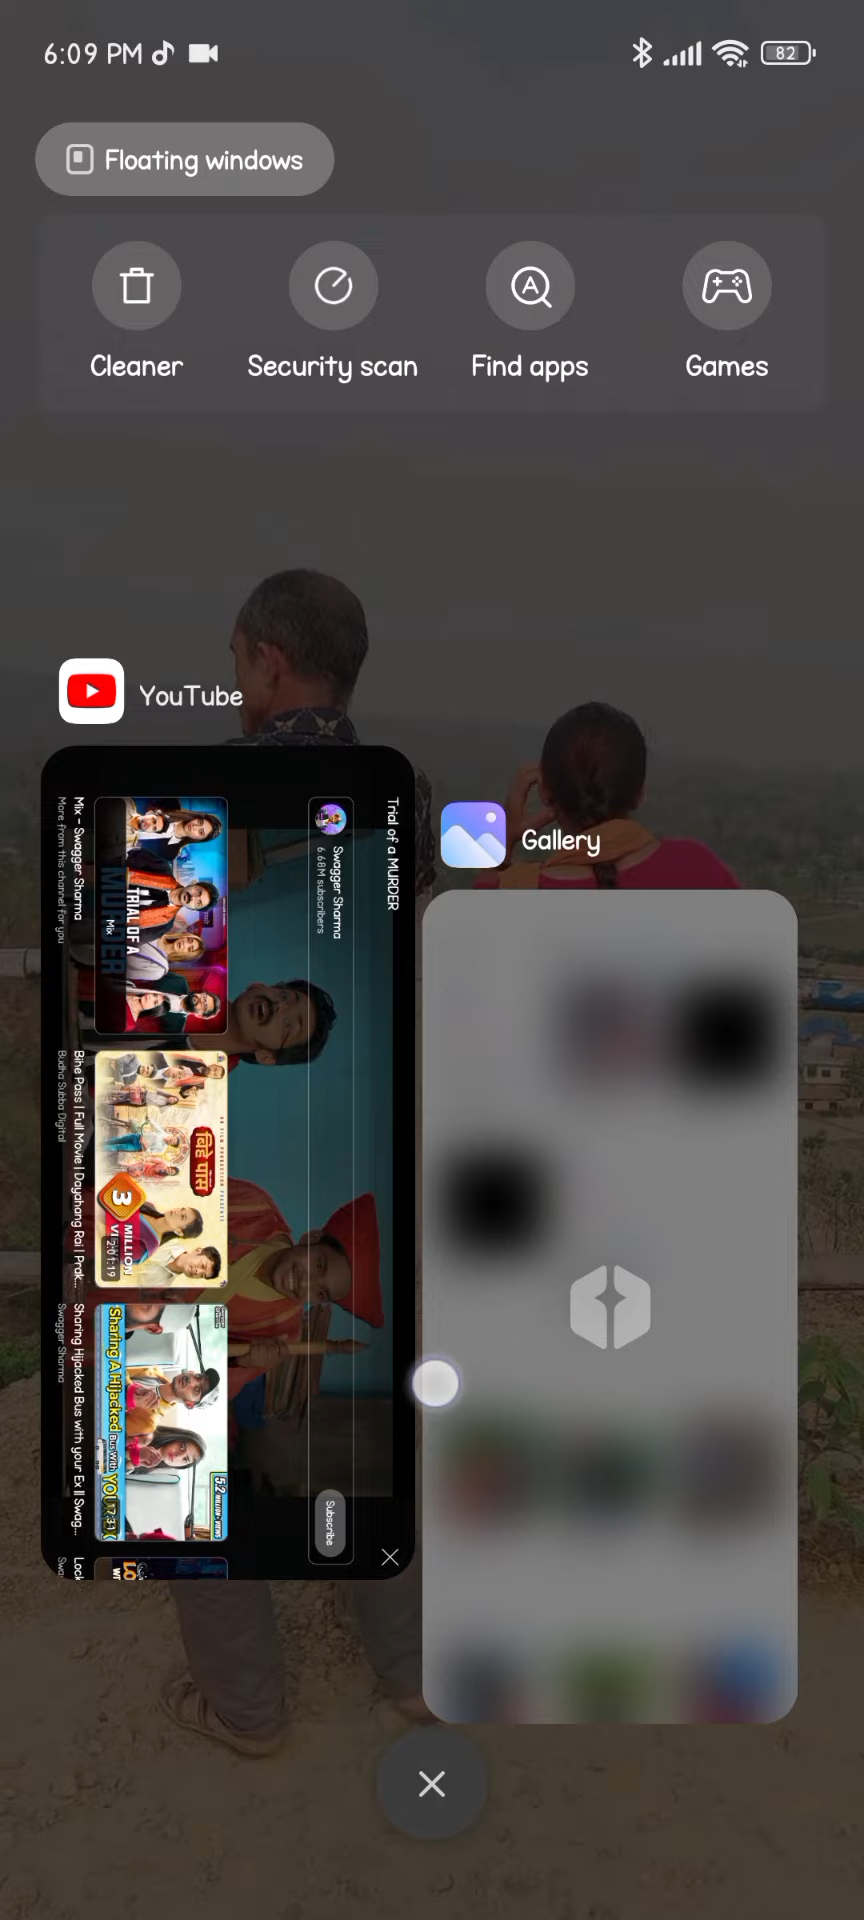 6:09 PM
82
Floating windows
Cleaner
Security scan
Find apps
Games
YouTube
Trial of a MURDER
Swagger Sharma
6.68M subscribers
Subscribe
TRIAL OF A
MURDER
Mix
Mix - Swagger Sharma
More from this channel for you
बिहे पास
3
MILLION
2:01:19
Bihe Pass | Full Movie | Dayahang Rai | Prak...
Budha Subba Digital
5.2 MILLION+ VIEWS
Sharing A Hijacked Bus With
17:34
Sharing Hijacked Bus with your Ex || Swag...
Swagger Sharma
Lock
Swa
Gallery